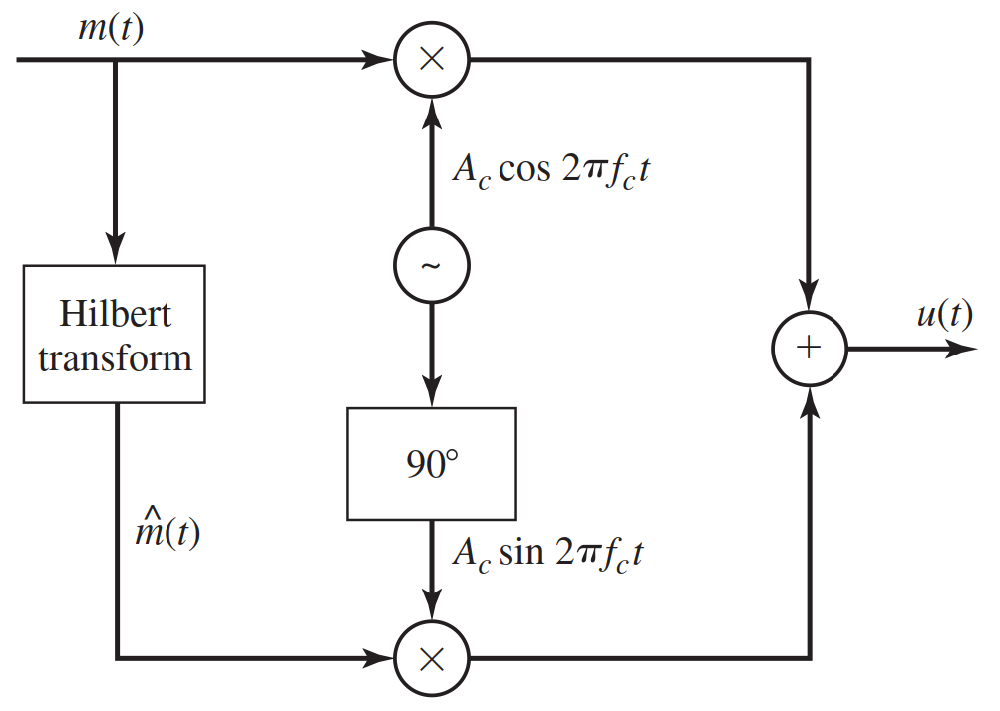 m(t)
×
A_c cos 2πf_c t
~
Hilbert
transform
u(t)
+
90°
m̂(t)
A_c sin 2πf_c t
×